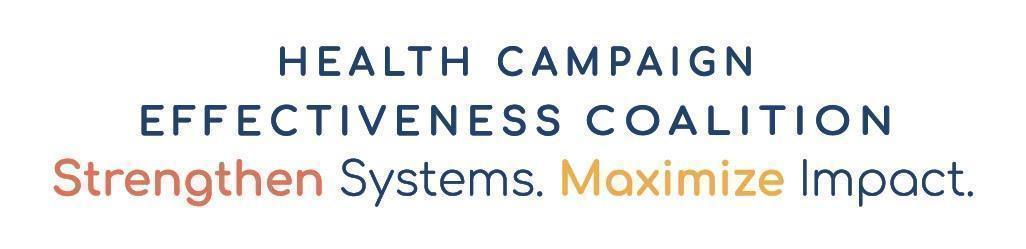 HEALTH CAMPAIGN
EFFECTIVENESS COALITION
Strengthen Systems. Maximize Impact.